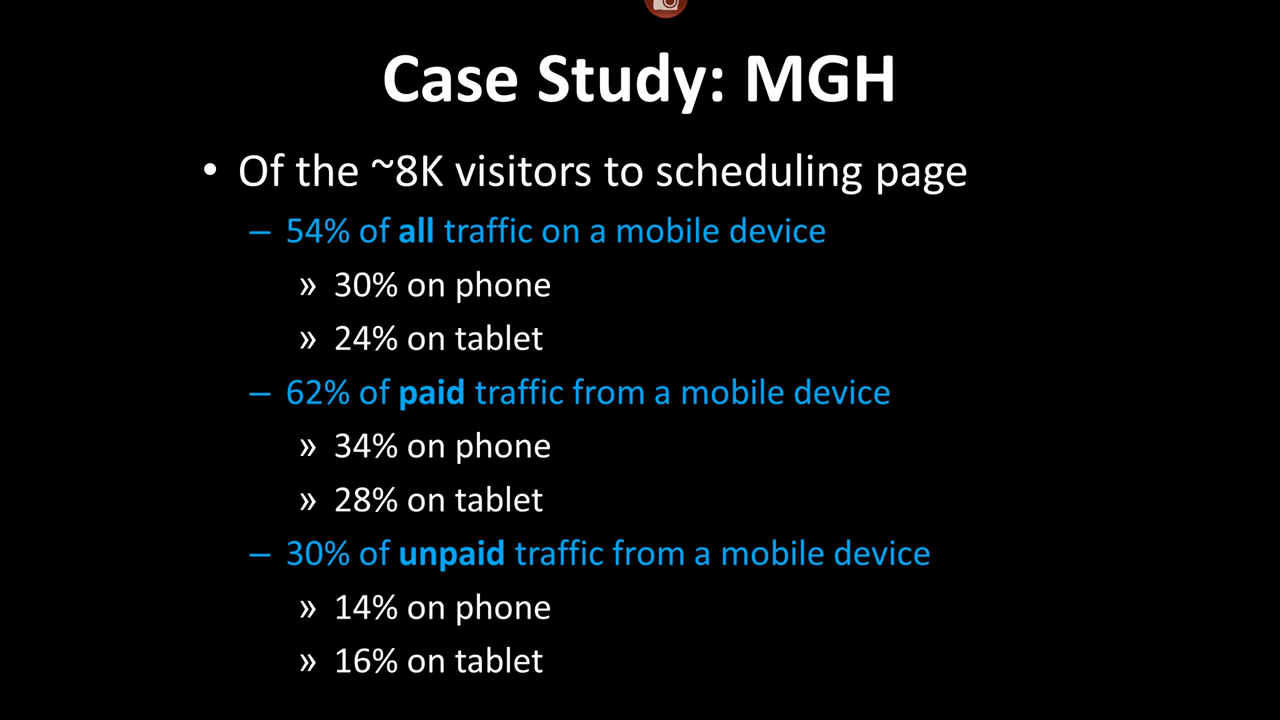 Case Study: MGH
• Of the ~8K visitors to scheduling page
– 54% of all traffic on a mobile device
» 30% on phone
» 24% on tablet
– 62% of paid traffic from a mobile device
» 34% on phone
» 28% on tablet
– 30% of unpaid traffic from a mobile device
» 14% on phone
» 16% on tablet